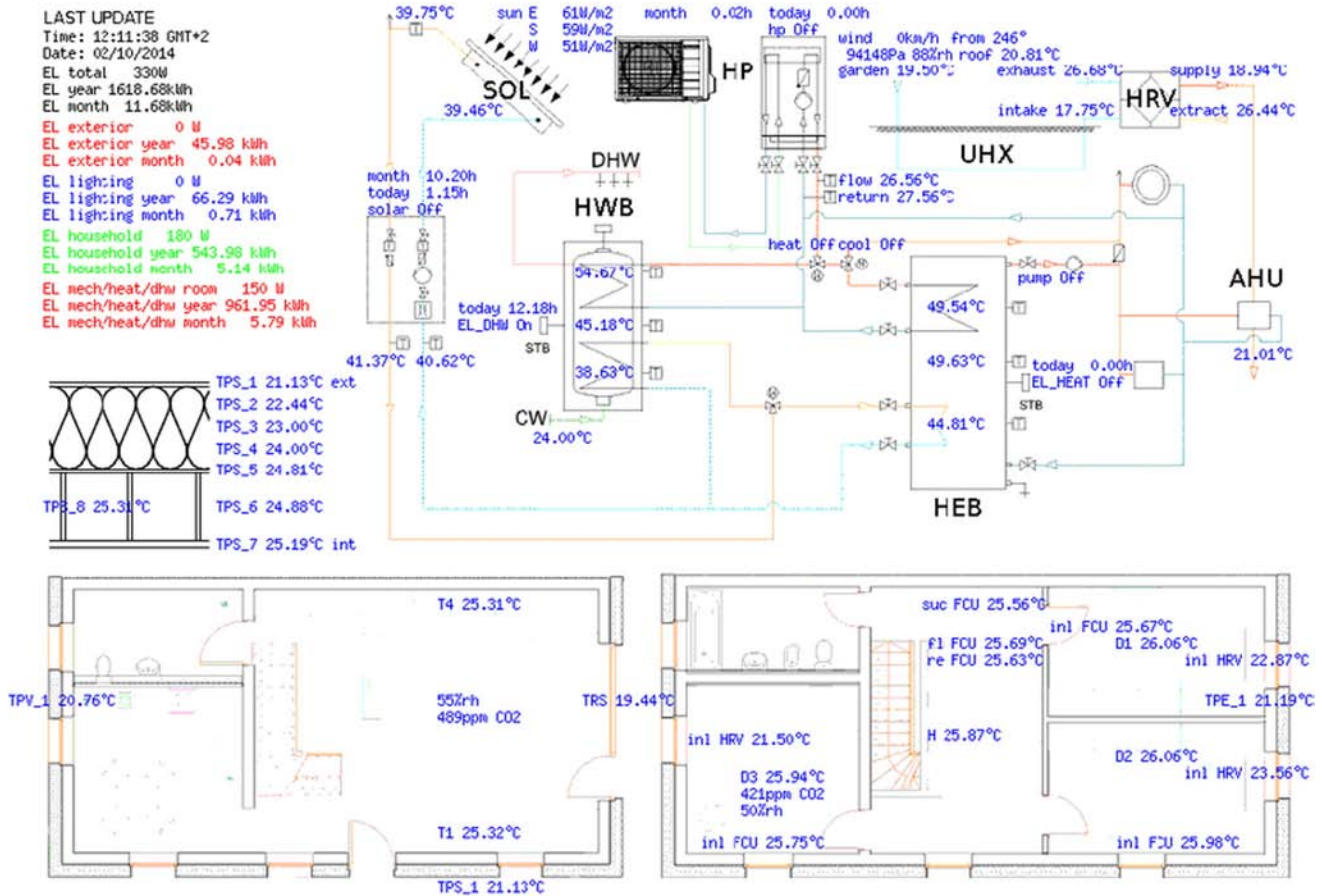 LAST UPDATE
Time: 12:11:38 GMT+2
Date: 02/10/2014
EL total 330W
EL year 1618.68kWh
EL month 11.68kWh
EL exterior 0 W
EL exterior year 45.98 kWh
EL exterior month 0.04 kWh
EL lighting 0 W
EL lighting year 66.29 kWh
EL lighting month 0.71 kWh
EL household 180 W
EL household year 543.98 kWh
EL household month 5.14 kWh
EL mech/heat/dhw room 150 W
EL mech/heat/dhw year 961.95 kWh
EL mech/heat/dhw month 5.79 kWh
39.75°C
sun E 61W/m2
S 59W/m2
W 51W/m2
month 0.02h today 0.00h
hp Off
HP
SOL
39.46°C
wind 0km/h from 246°
94148Pa 88%rh roof 20.81°C
garden 19.50°C
exhaust 26.68°C
supply 18.94°C
HRV
intake 17.75°C
extract 26.44°C
UHX
month 10.20h
today 1.15h
solar Off
DHW
HWB
flow 26.56°C
return 27.56°C
heat Off cool Off
pump Off
AHU
54.67°C
49.54°C
today 12.18h
EL_DHW On
STB
45.18°C
38.63°C
49.63°C
today 0.00h
EL_HEAT Off
STB
21.01°C
41.37°C 40.62°C
CW
24.00°C
44.81°C
HEB
TPS_1 21.13°C ext
TPS_2 22.44°C
TPS_3 23.00°C
TPS_4 24.00°C
TPS_5 24.81°C
TPS_8 25.31°C
TPS_6 24.88°C
TPS_7 25.19°C int
T4 25.31°C
TPV_1 20.76°C
55%rh
489ppm CO2
TRS 19.44°C
T1 25.32°C
TPS_1 21.13°C
suc FCU 25.56°C
inl FCU 25.67°C
fl FCU 25.69°C
re FCU 25.63°C
D1 26.06°C
inl HRV 22.87°C
TPE_1 21.19°C
inl HRV 21.50°C
H 25.87°C
D3 25.94°C
421ppm CO2
50%rh
D2 26.06°C
inl HRV 23.56°C
inl FCU 25.75°C
inl FCU 25.98°C